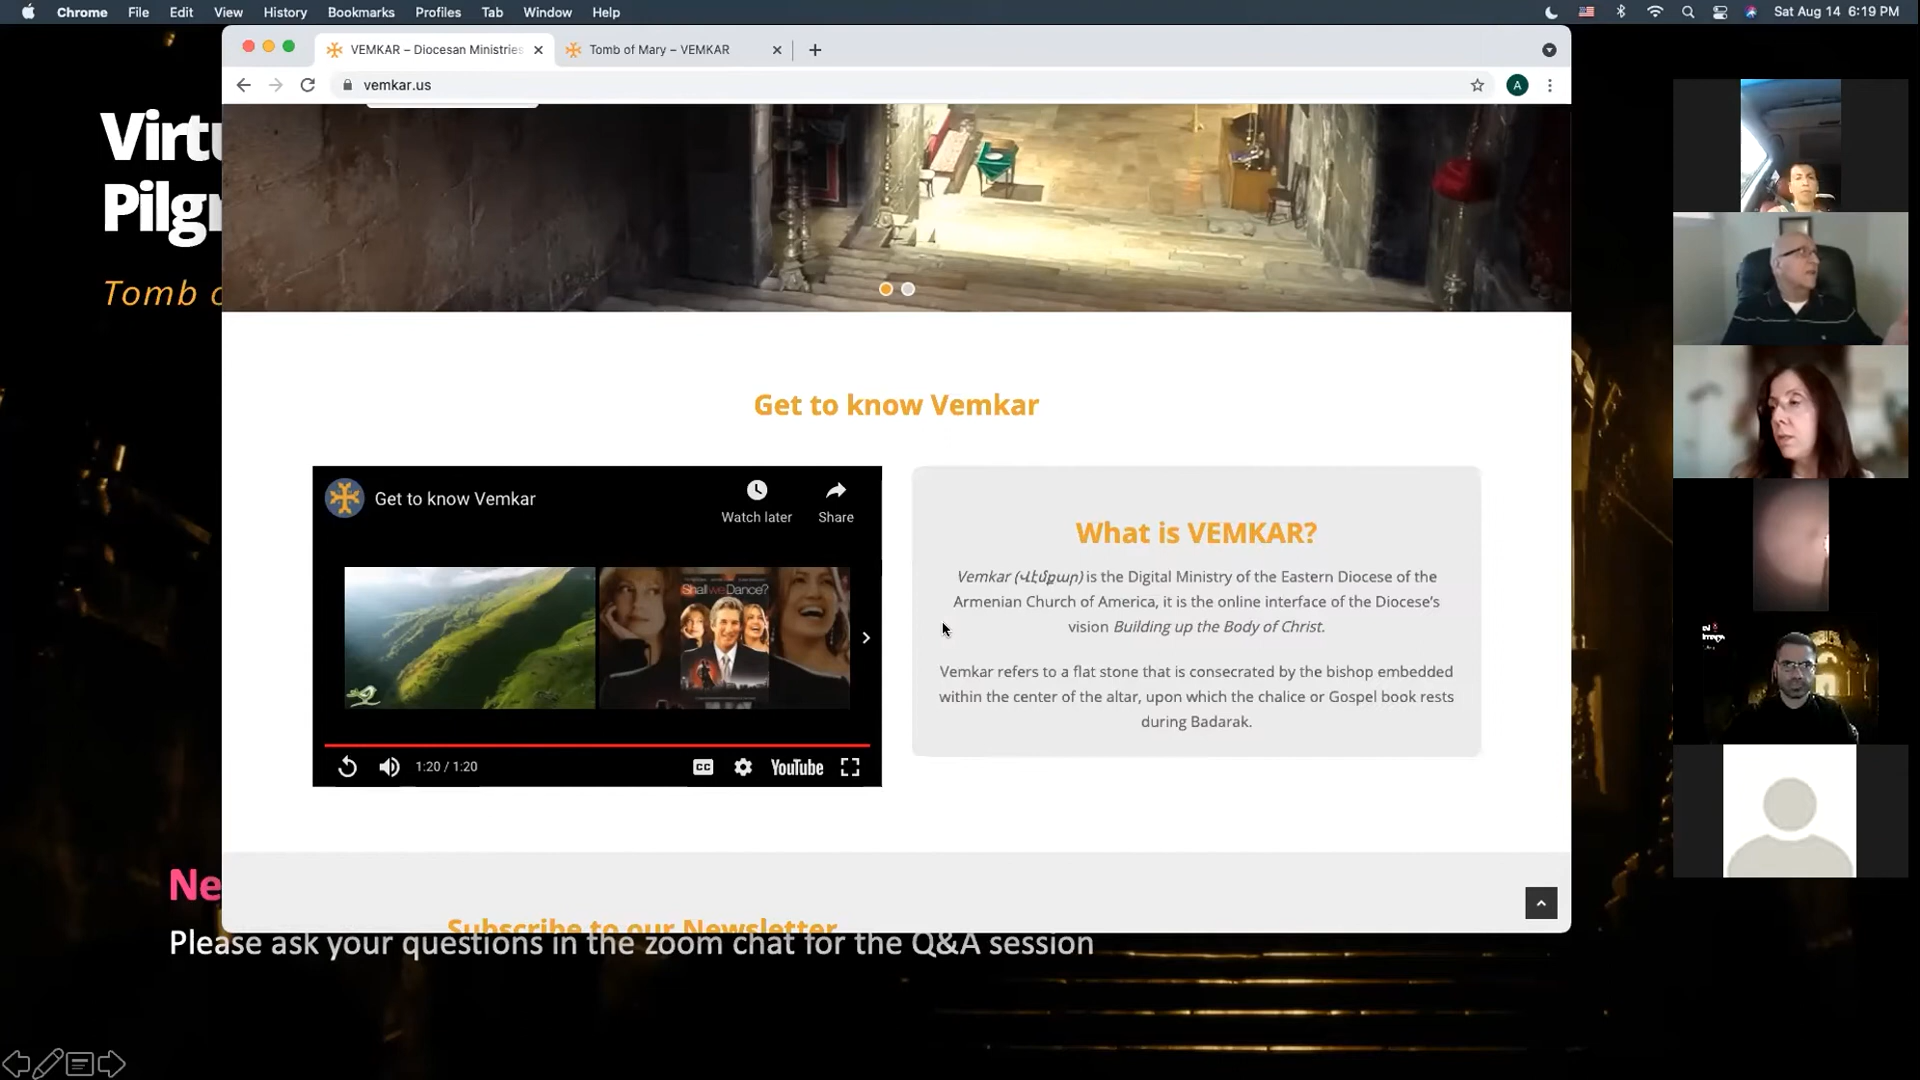 Chrome File Edit View History Bookmarks Profiles Tab Window Help
Sat Aug 14 6:19 PM
VEMKAR – Diocesan Ministries
Tomb of Mary – VEMKAR
vemkar.us
A
Virtu
Pilgr
Tomb o
Get to know Vemkar
Get to know Vemkar
Watch later
Share
Shall we Dance?
1:20 / 1:20
CC
YouTube
What is VEMKAR?
Vemkar (Վէմքար) is the Digital Ministry of the Eastern Diocese of the
Armenian Church of America, it is the online interface of the Diocese's
vision Building up the Body of Christ.
Vemkar refers to a flat stone that is consecrated by the bishop embedded
within the center of the altar, upon which the chalice or Gospel book rests
during Badarak.
Subscribe to our Newsletter
Ne
Please ask your questions in the zoom chat for the Q&A session